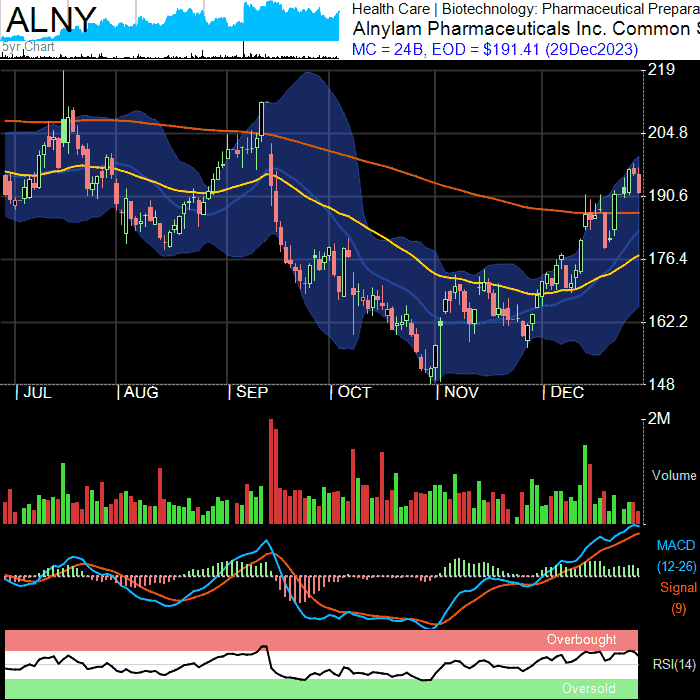 ALNY
5yr Chart
Health Care | Biotechnology: Pharmaceutical Prepara
Alnylam Pharmaceuticals Inc. Common S
MC = 24B, EOD = $191.41 (29Dec2023)
219
204.8
190.6
176.4
162.2
148
JUL AUG SEP OCT NOV DEC
2M
Volume
MACD
(12-26)
Signal
(9)
Overbought
RSI(14)
Oversold